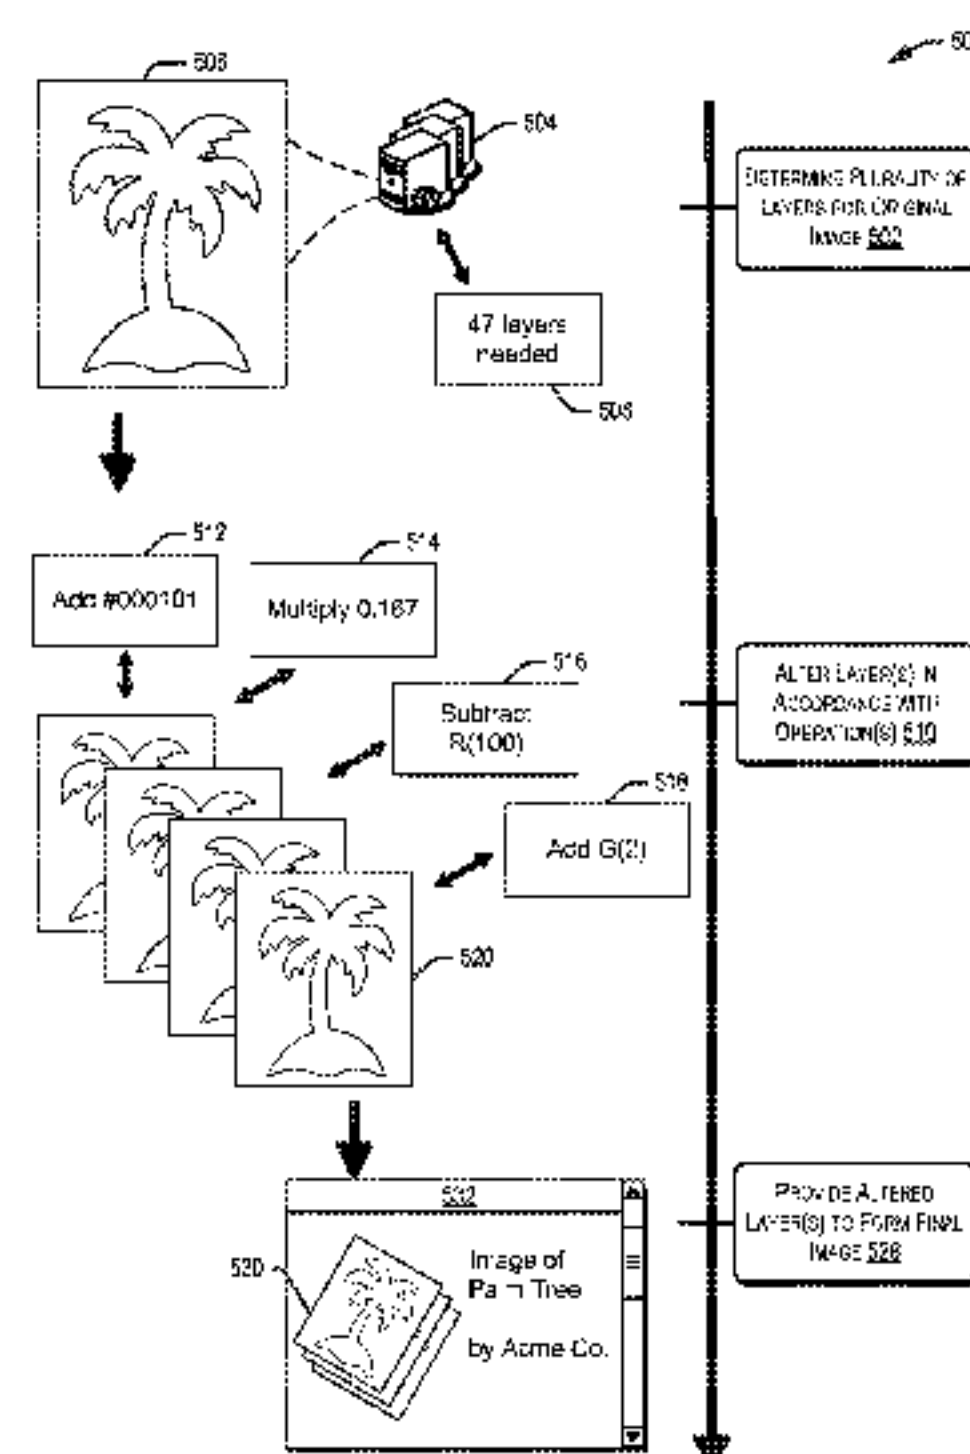 506
504
50
DETERMINE PLURALITY OF
LAYERS FOR ORIGINAL
IMAGE 502
47 layers
needed
508
512
514
Add #000101
Multiply 0.167
516
Subtract
R(100)
ALTER LAYER(S) IN
ACCORDANCE WITH
OPERATION(S) 510
518
Add G(2)
520
532
PROVIDE ALTERED
LAYER(S) TO FORM FINAL
IMAGE 528
530
Image of
Palm Tree
by Acme Co.